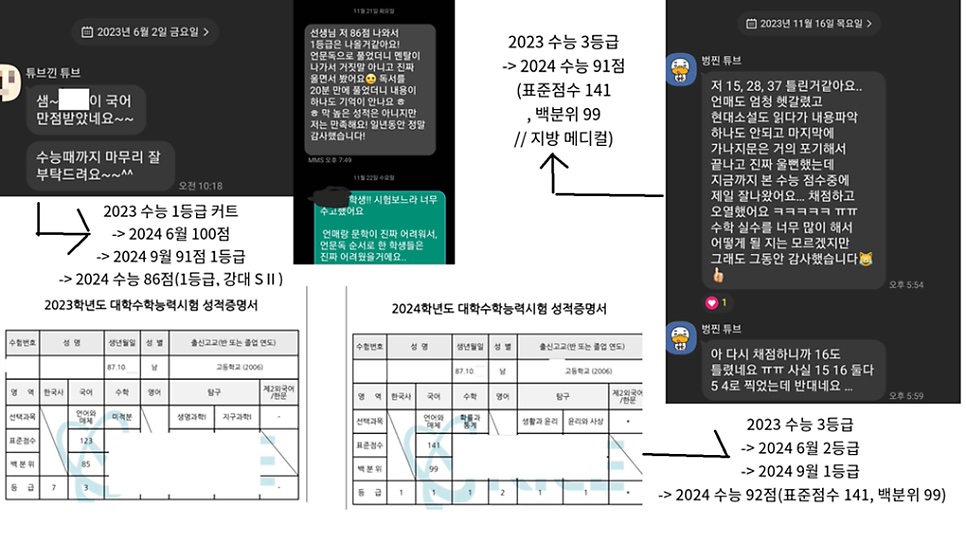 2023년 6월 2일 금요일 >
튜브낀 튜브
샘~ 이 국어
만점받았네요~~
수능때까지 마무리 잘
부탁드려요~~^^
오전 10:18
2023 수능 1등급 커트
-> 2024 6월 100점
-> 2024 9월 91점 1등급
-> 2024 수능 86점(1등급, 강대 SⅡ)
11월 21일 화요일
선생님 저 86점 나와서
1등급은 나올거같아요!
언문독으로 풀었더니 멘탈이
나가서 거짓말 아니고 진짜
울면서 봤어요😢 독서를
20분 만에 풀었더니 내용이
하나도 기억이 안나요 ㅎ
ㅎ 막 높은 성적은 아니지만
저는 만족해요! 일년동안 정말
감사했습니다!
MMS 오후 7:49
11월 22일 수요일
학생!! 시험보느라 너무
수고했어요
언매랑 문학이 진짜 어려워서,
언문독 순서로 한 학생들은
진짜 어려웠을거에요..
2023 수능 3등급
-> 2024 수능 91점
(표준점수 141
, 백분위 99
// 지방 메디컬)
2023년 11월 16일 목요일 >
벙찐 튜브
저 15, 28, 37 틀린거같아요..
언매도 엄청 헷갈렸고
현대소설도 읽다가 내용파악
하나도 안되고 마지막에
가나지문은 거의 포기해서
끝나고 진짜 울뻔했는데
지금까지 본 수능 점수중에
제일 잘나왔어요... 채점하고
오열했어요 ㅋㅋㅋㅋㅋ ㅠㅠ
수학 실수를 너무 많이 해서
어떻게 될 지는 모르겠지만
그래도 그동안 감사했습니다😹
☝🏻
오후 5:54
1
벙찐 튜브
아 다시 채점하니까 16도
틀렸네요 ㅠㅠ 사실 15 16 둘다
5 4로 찍었는데 반대네요 ...
오후 5:59
2023 수능 3등급
-> 2024 6월 2등급
-> 2024 9월 1등급
-> 2024 수능 92점(표준점수 141, 백분위 99)
2023학년도 대학수학능력시험 성적증명서
수험번호 성 명 생년월일 성 별 출신고교(반 또는 졸업 연도)
87.10. 남 고등학교 (2006)
영 역 한국사 국어 수학 영어 탐구 제2외국어/한문
선택과목 언어와 매체 미적분 생명과학Ⅰ 지구과학Ⅰ -
표준점수 123
백 분 위 85
등 급 7 3 -
2024학년도 대학수학능력시험 성적증명서
수험번호 성 명 생년월일 성 별 출신고교(반 또는 졸업 연도)
87.10. 남 고등학교 (2006)
영 역 한국사 국어 수학 영어 탐구 제2외국어/한문
선택과목 언어와 매체 확률과 통계 생활과 윤리 윤리와 사상 *
표준점수 141
백 분 위 99
등 급 1 1 1 2 1 1 *